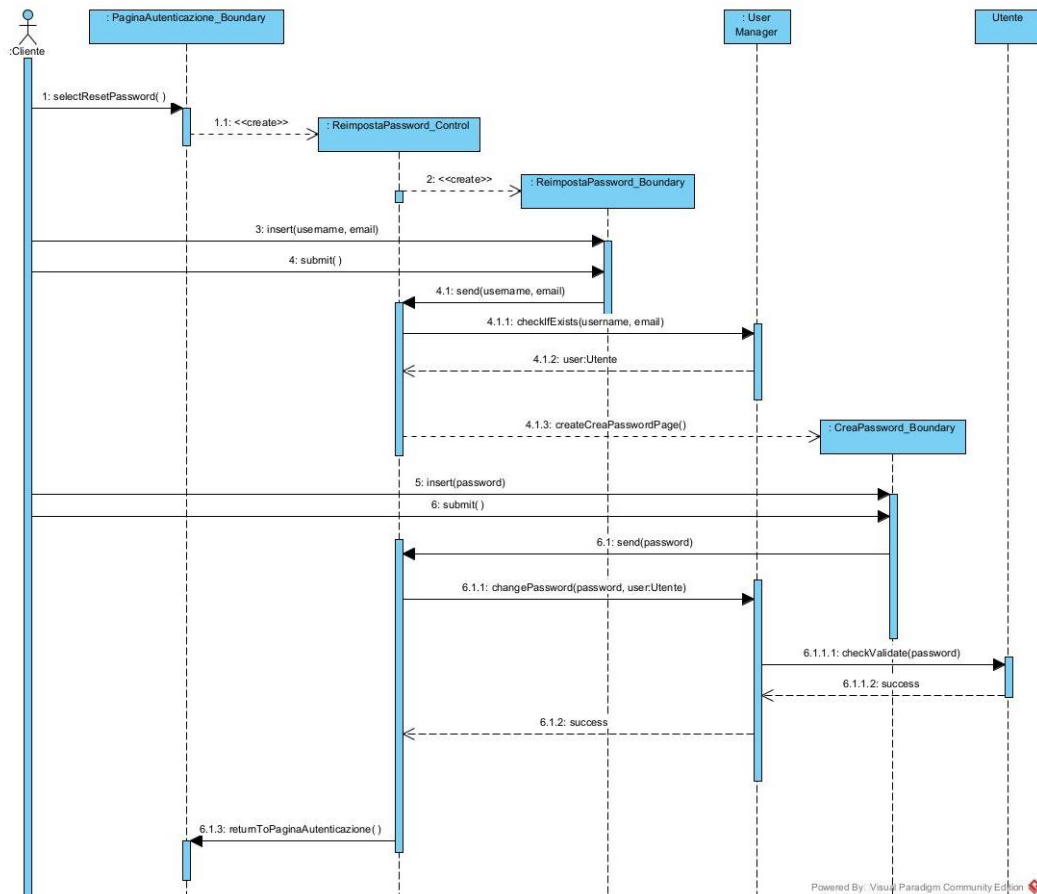 : PaginaAutenticazione_Boundary
: User
Manager
Utente
:Cliente
1: selectResetPassword( )
1.1: <<create>>
: ReimpostaPassword_Control
2: <<create>>
: ReimpostaPassword_Boundary
3: insert(username, email)
4: submit( )
4.1: send(username, email)
4.1.1: checkIfExists(username, email)
4.1.2: user:Utente
4.1.3: createCreaPasswordPage()
: CreaPassword_Boundary
5: insert(password)
6: submit( )
6.1: send(password)
6.1.1: changePassword(password, user:Utente)
6.1.1.1: checkValidate(password)
6.1.1.2: success
6.1.2: success
6.1.3: returnToPaginaAutenticazione( )
Powered By: Visual Paradigm Community Edition